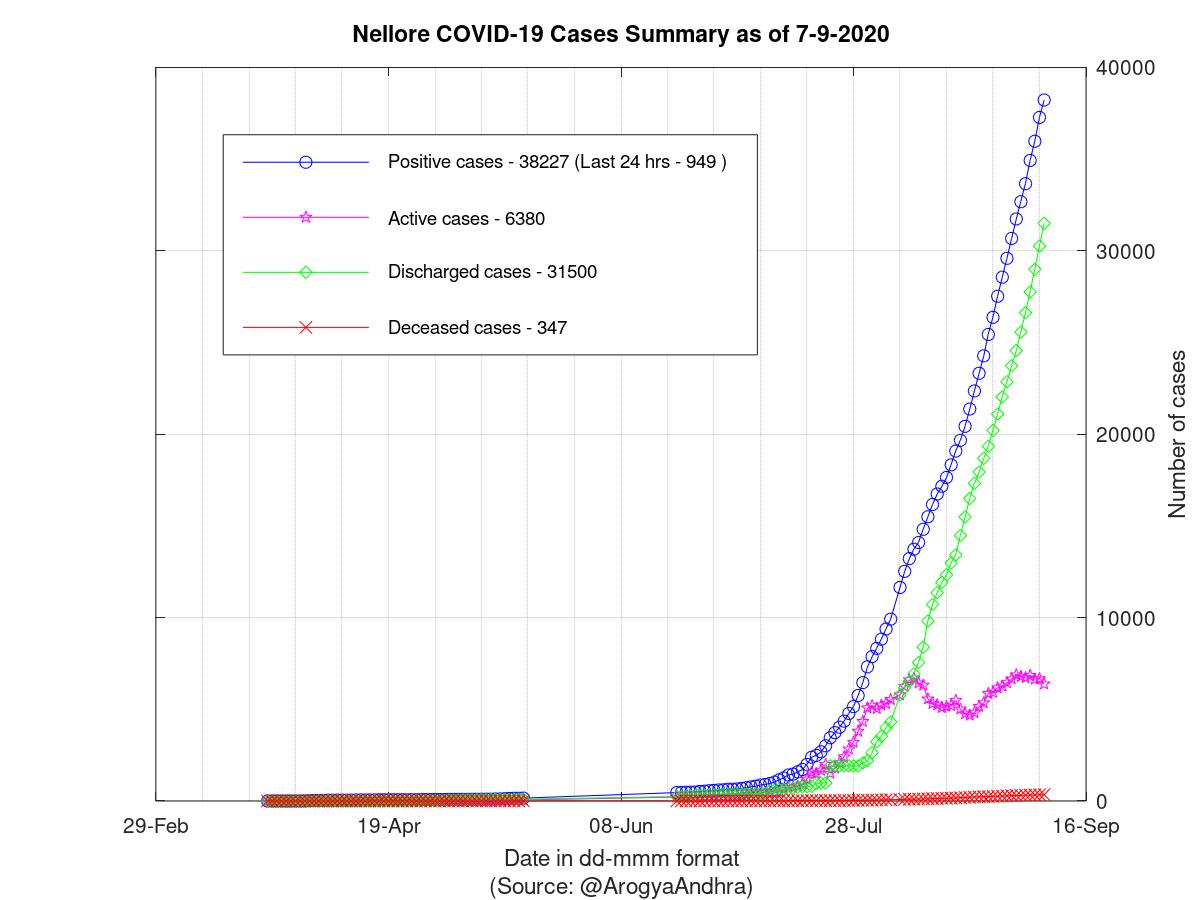 Nellore COVID-19 Cases Summary as of 7-9-2020
Positive cases - 38227 (Last 24 hrs - 949 )
Active cases - 6380
Discharged cases - 31500
Deceased cases - 347
40000
30000
20000
10000
0
Number of cases
29-Feb 19-Apr 08-Jun 28-Jul 16-Sep
Date in dd-mmm format
(Source: @ArogyaAndhra)